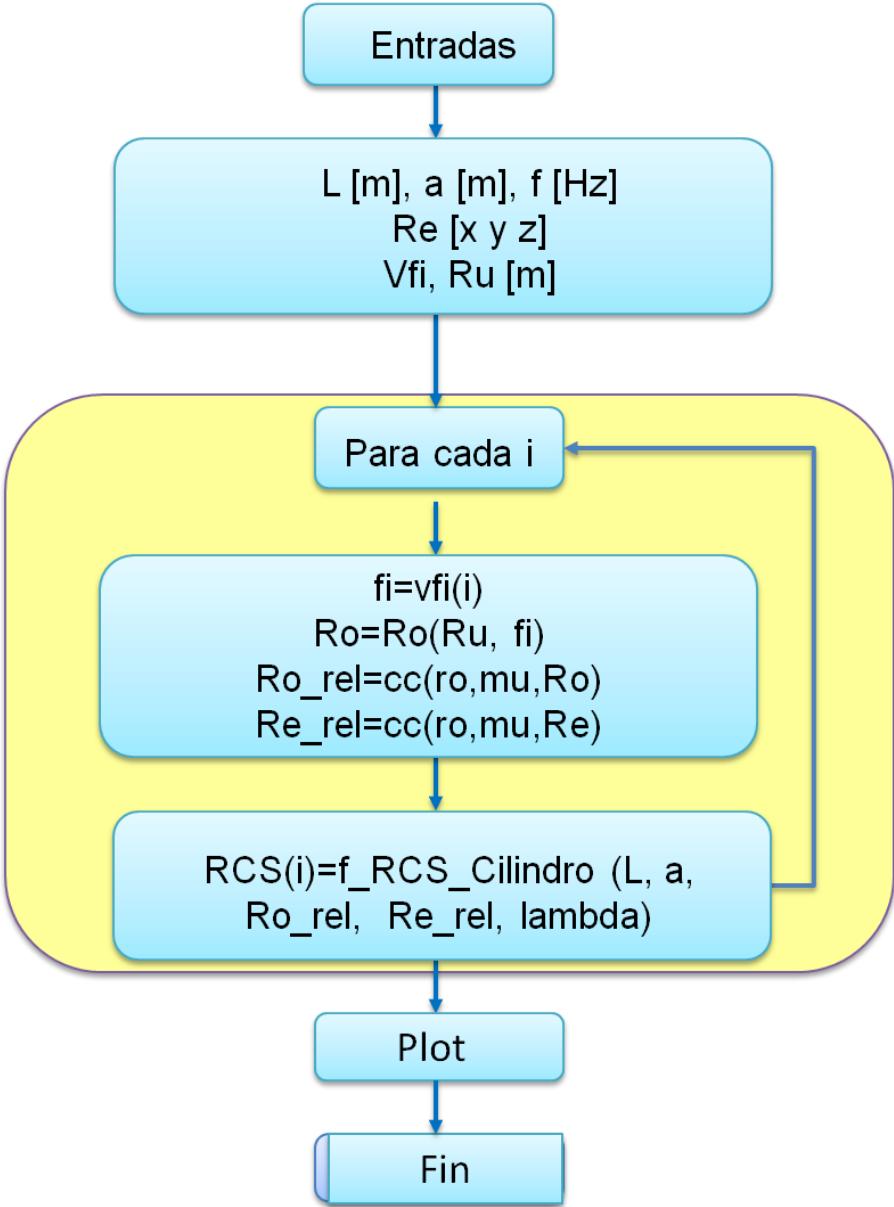 Entradas
L [m], a [m], f [Hz]
Re [x y z]
Vfi, Ru [m]
Para cada i
fi=vfi(i)
Ro=Ro(Ru, fi)
Ro_rel=cc(ro,mu,Ro)
Re_rel=cc(ro,mu,Re)
RCS(i)=f_RCS_Cilindro (L, a,
Ro_rel, Re_rel, lambda)
Plot
Fin